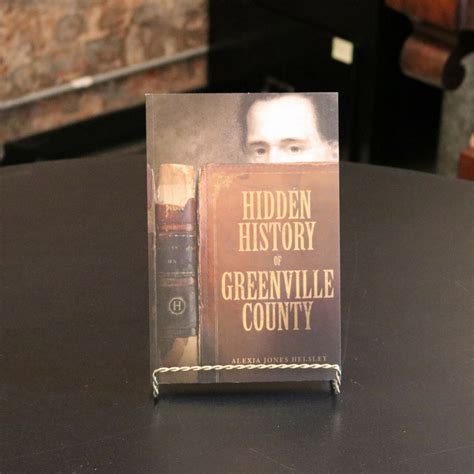 HIDDEN
HISTORY
of
GREENVILLE
COUNTY
ALEXIA JONES HELSLEY
H